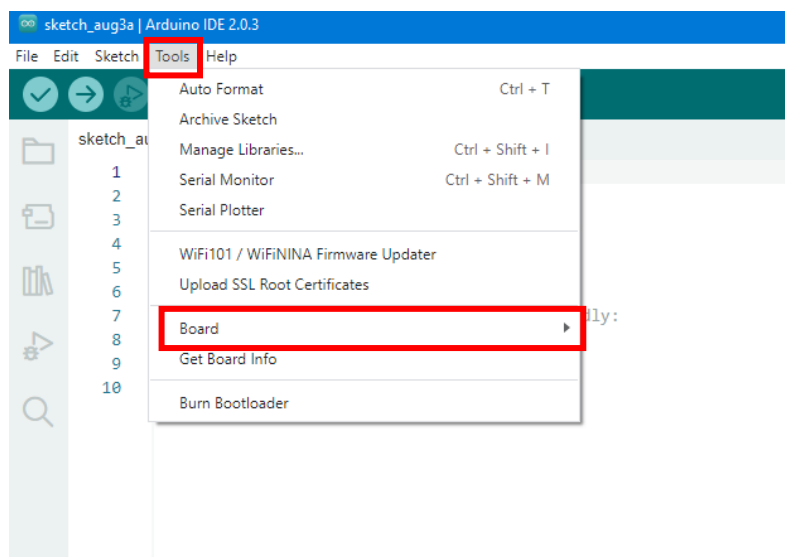 sketch_aug3a | Arduino IDE 2.0.3
File Edit Sketch Tools Help
Auto Format Ctrl + T
Archive Sketch
sketch_au
Manage Libraries... Ctrl + Shift + I
1
Serial Monitor Ctrl + Shift + M
2
Serial Plotter
3
4
WiFi101 / WiFiNINA Firmware Updater
5
Upload SSL Root Certificates
6
7 dly:
Board
8
Get Board Info
9
10
Burn Bootloader